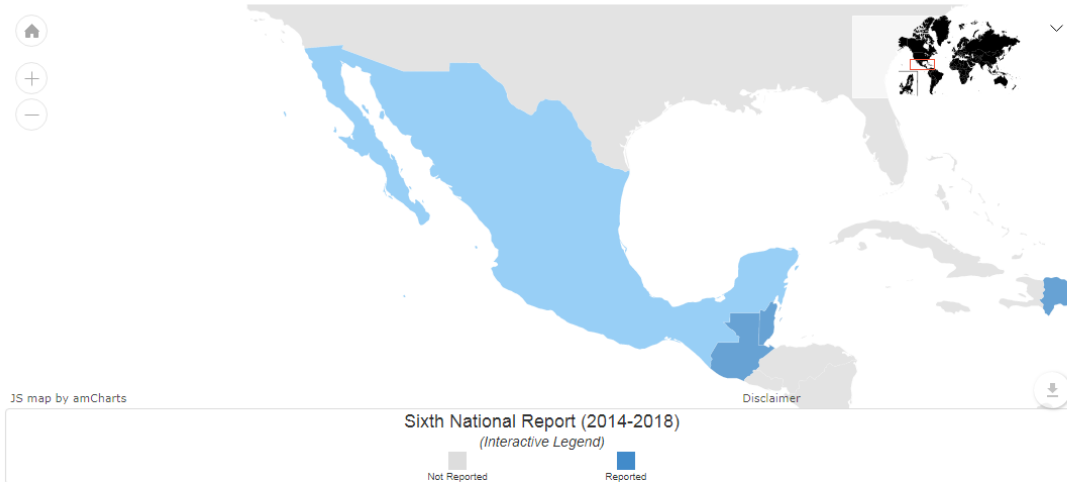 JS map by amCharts
Disclaimer
Sixth National Report (2014-2018)
(Interactive Legend)
Not Reported
Reported